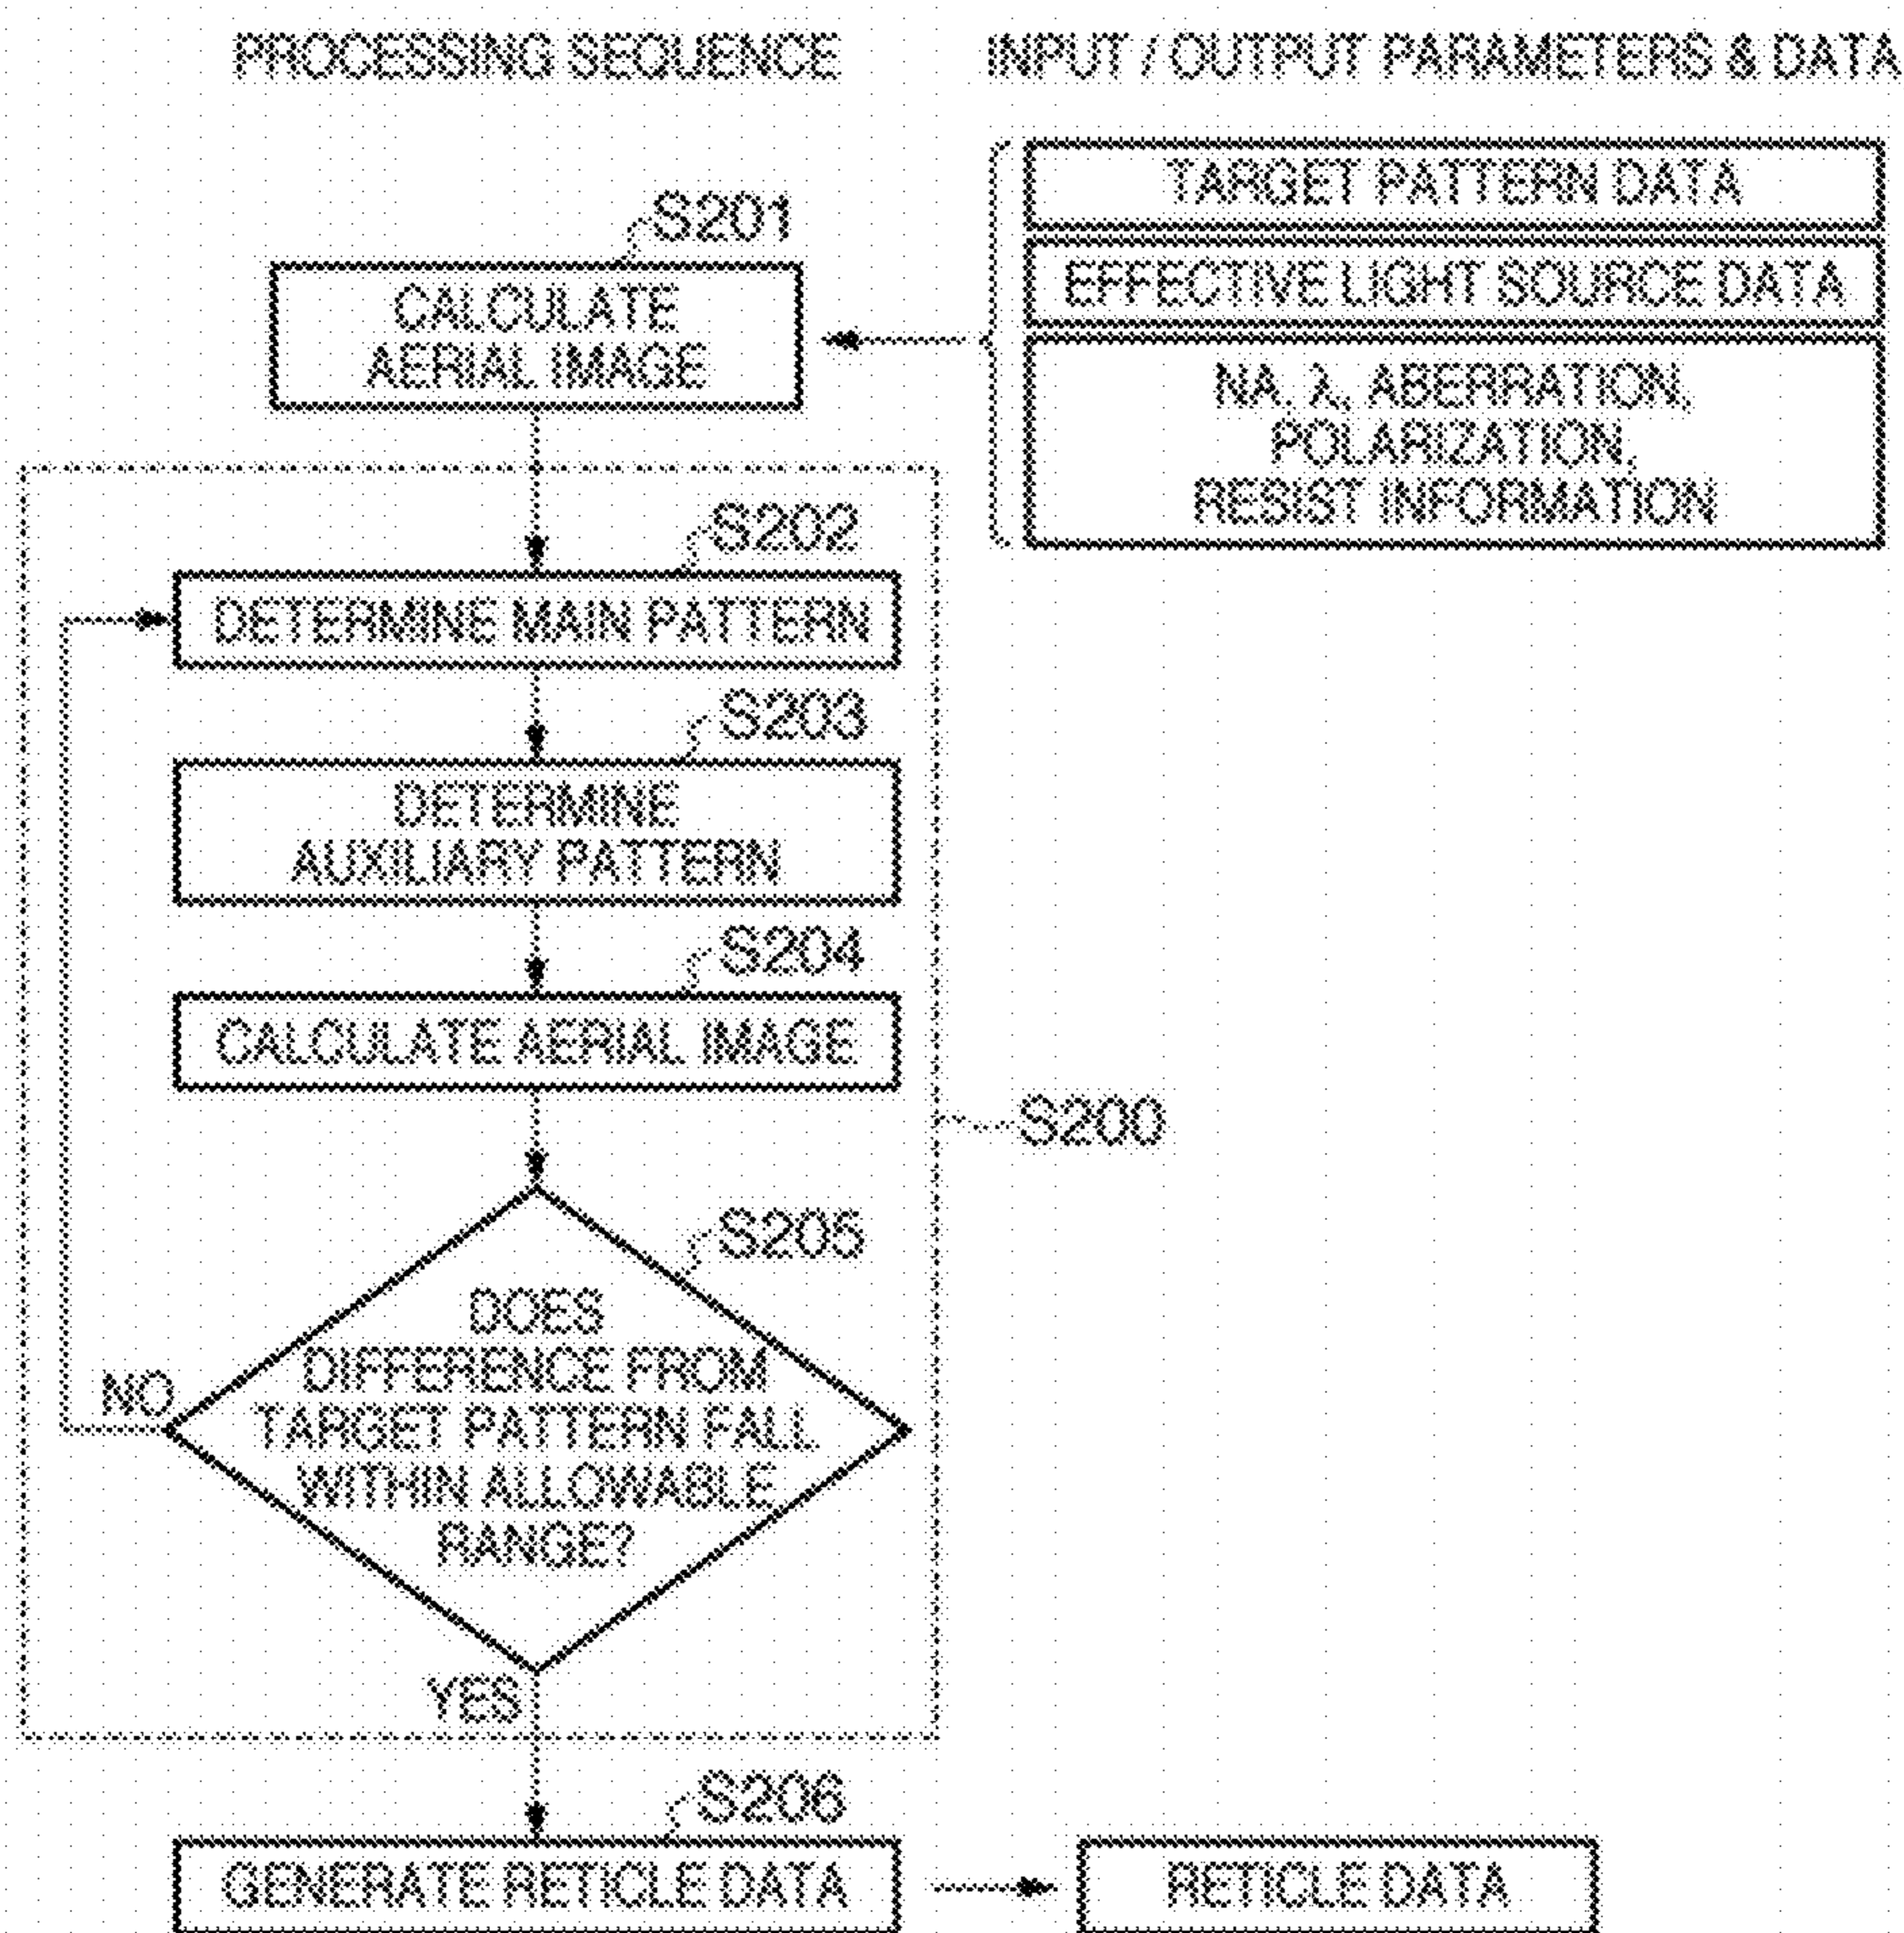 PROCESSING SEQUENCE
INPUT / OUTPUT PARAMETERS & DATA
TARGET PATTERN DATA
EFFECTIVE LIGHT SOURCE DATA
NA, λ, ABERRATION,
POLARIZATION,
RESIST INFORMATION
S201
CALCULATE
AERIAL IMAGE
S202
DETERMINE MAIN PATTERN
S203
DETERMINE
AUXILIARY PATTERN
S204
CALCULATE AERIAL IMAGE
S200
S205
DOES
DIFFERENCE FROM
TARGET PATTERN FALL
WITHIN ALLOWABLE
RANGE?
NO
YES
S206
GENERATE RETICLE DATA
RETICLE DATA